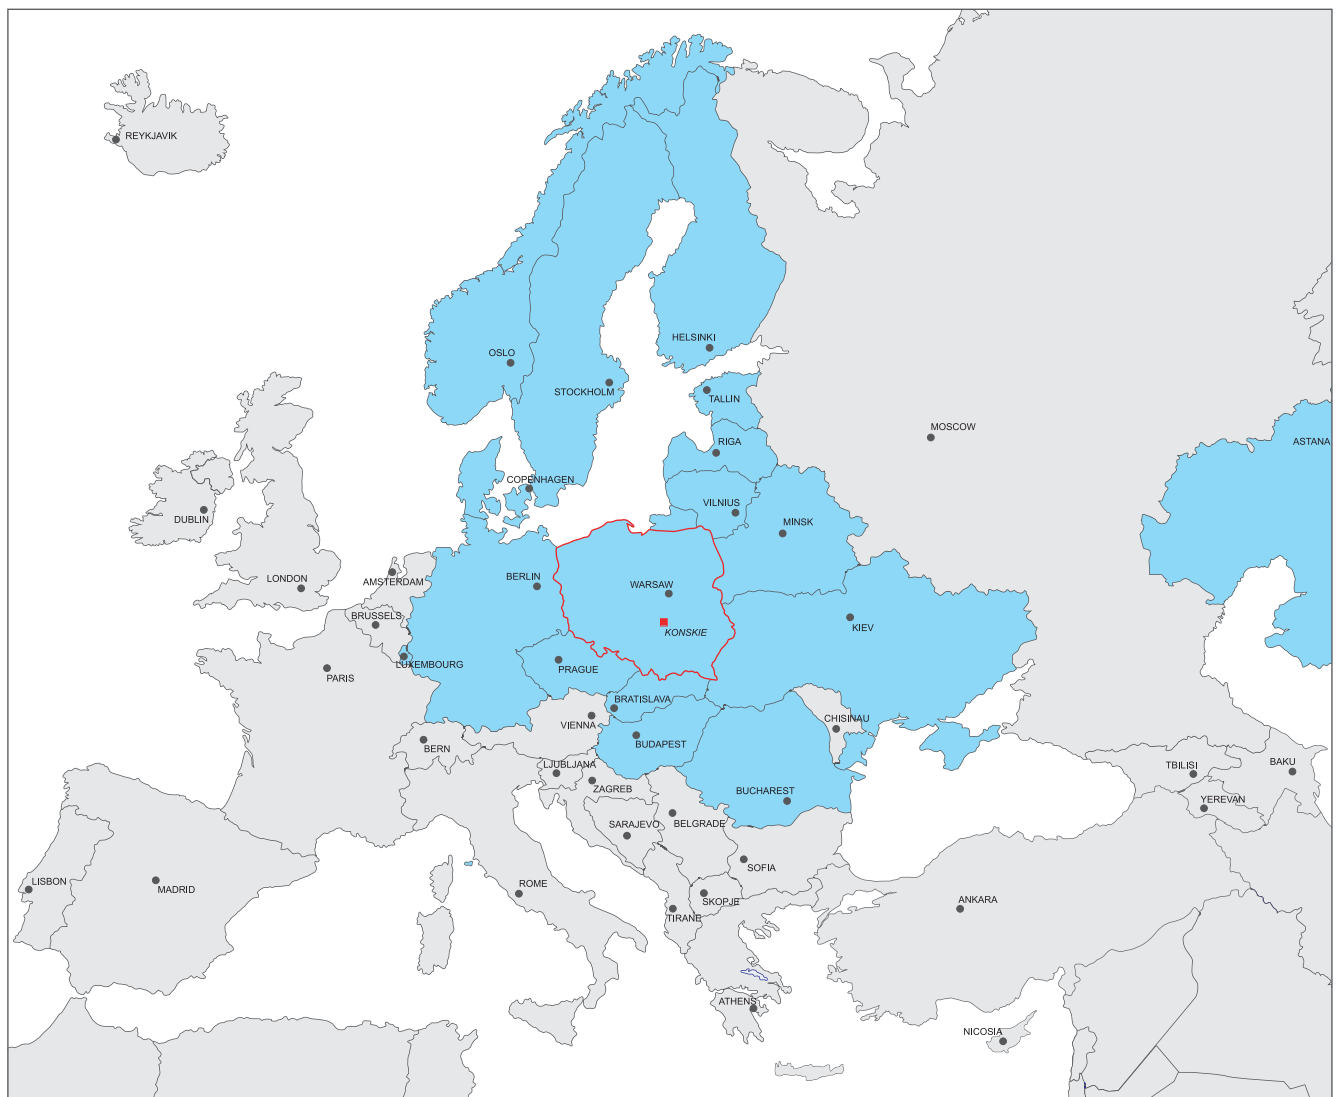 REYKJAVIK
HELSINKI
OSLO
STOCKHOLM
TALLIN
MOSCOW
RIGA
ASTANA
COPENHAGEN
VILNIUS
DUBLIN
MINSK
LONDON
AMSTERDAM
BERLIN
WARSAW
BRUSSELS
KIEV
KONSKIE
LUXEMBOURG
PRAGUE
PARIS
BRATISLAVA
CHISINAU
VIENNA
BERN
BUDAPEST
LJUBLJANA
TBILISI
BAKU
ZAGREB
BUCHAREST
YEREVAN
SARAJEVO
BELGRADE
SOFIA
LISBON
MADRID
ROME
SKOPJE
ANKARA
TIRANE
ATHENS
NICOSIA